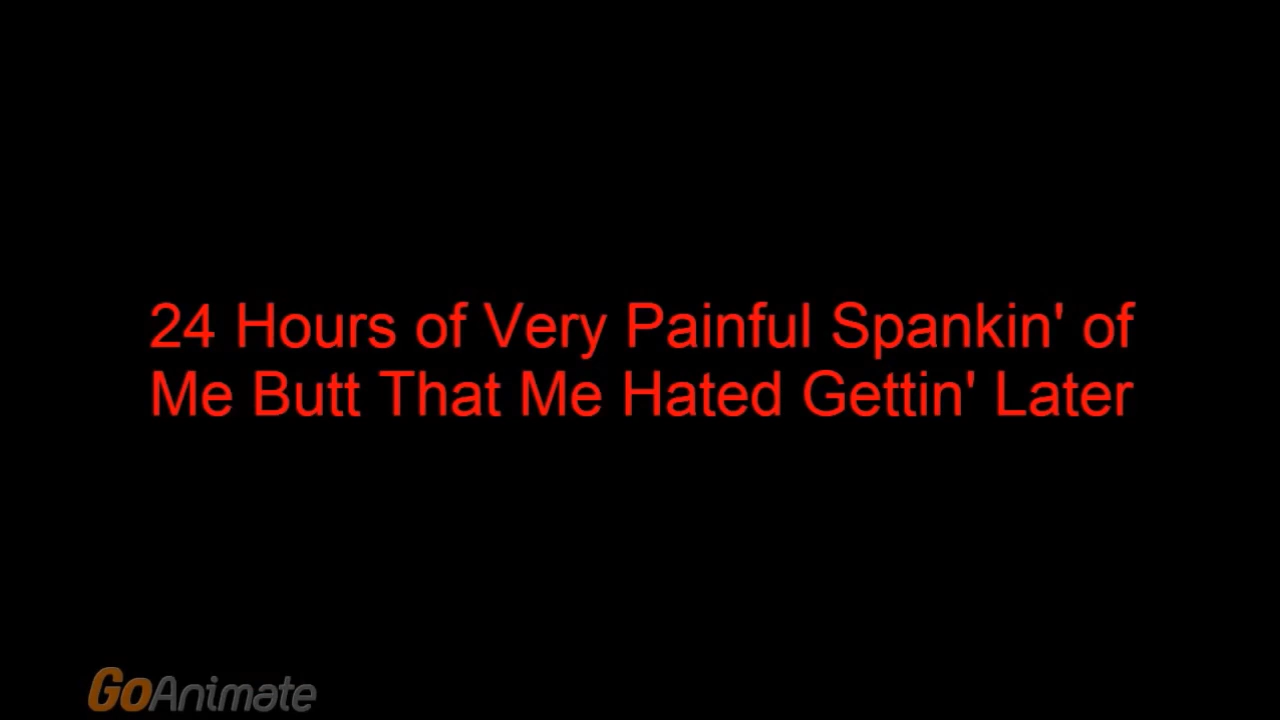 24 Hours of Very Painful Spankin' of
Me Butt That Me Hated Gettin' Later
GoAnimate